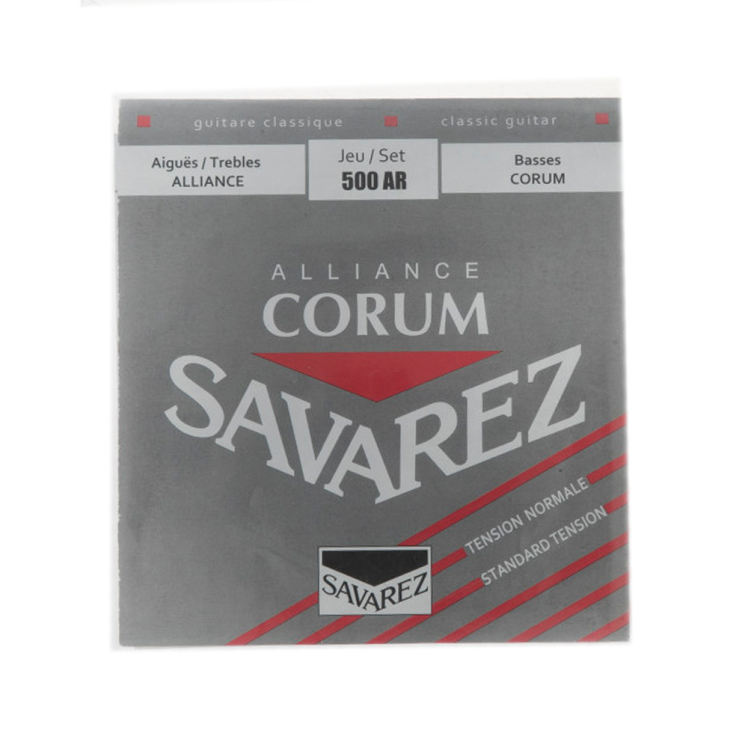 guitare classique classic guitar
Aiguës / Trebles
ALLIANCE
Jeu / Set
500 AR
Basses
CORUM
ALLIANCE
CORUM
SAVAREZ
TENSION NORMALE
STANDARD TENSION
SAVAREZ